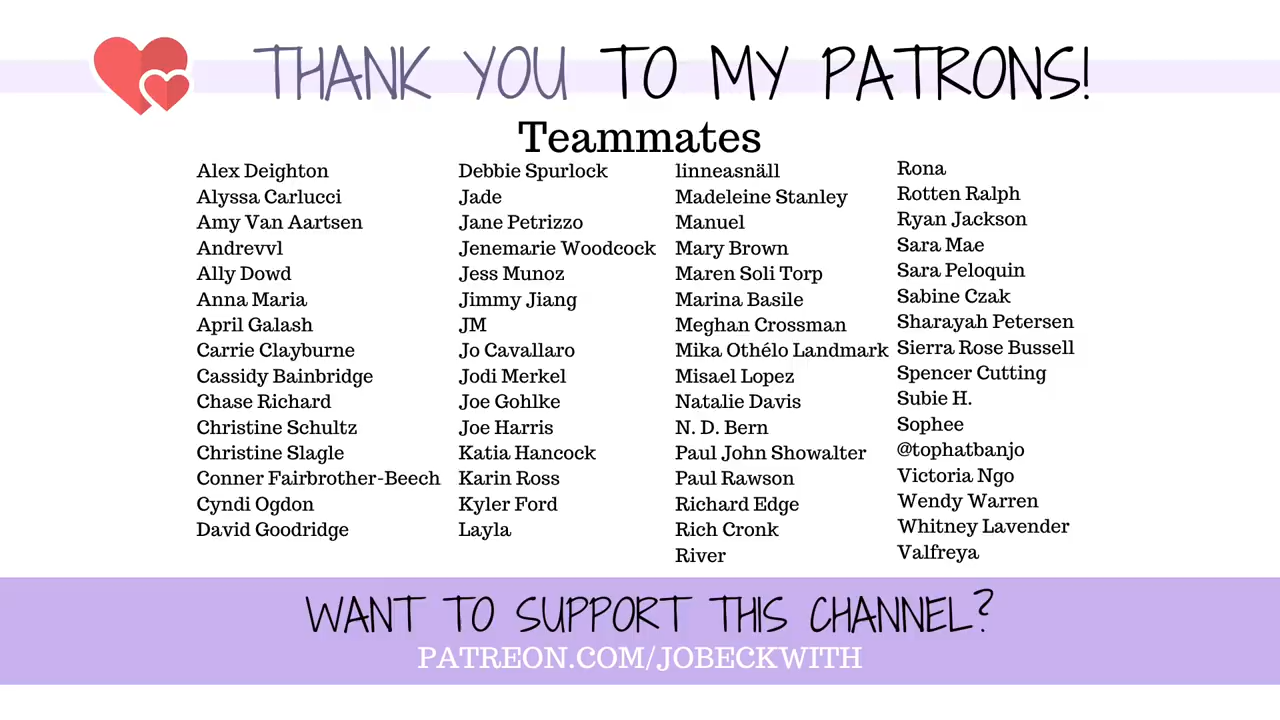 THANK YOU TO MY PATRONS!
Teammates
Alex Deighton
Alyssa Carlucci
Amy Van Aartsen
Andrevvl
Ally Dowd
Anna Maria
April Galash
Carrie Clayburne
Cassidy Bainbridge
Chase Richard
Christine Schultz
Christine Slagle
Conner Fairbrother-Beech
Cyndi Ogdon
David Goodridge
Debbie Spurlock
Jade
Jane Petrizzo
Jenemarie Woodcock
Jess Munoz
Jimmy Jiang
JM
Jo Cavallaro
Jodi Merkel
Joe Gohlke
Joe Harris
Katia Hancock
Karin Ross
Kyler Ford
Layla
linneasnäll
Madeleine Stanley
Manuel
Mary Brown
Maren Soli Torp
Marina Basile
Meghan Crossman
Mika Othélo Landmark
Misael Lopez
Natalie Davis
N. D. Bern
Paul John Showalter
Paul Rawson
Richard Edge
Rich Cronk
River
Rona
Rotten Ralph
Ryan Jackson
Sara Mae
Sara Peloquin
Sabine Czak
Sharayah Petersen
Sierra Rose Bussell
Spencer Cutting
Subie H.
Sophee
@tophatbanjo
Victoria Ngo
Wendy Warren
Whitney Lavender
Valfreya
WANT TO SUPPORT THIS CHANNEL?
PATREON.COM/JOBECKWITH